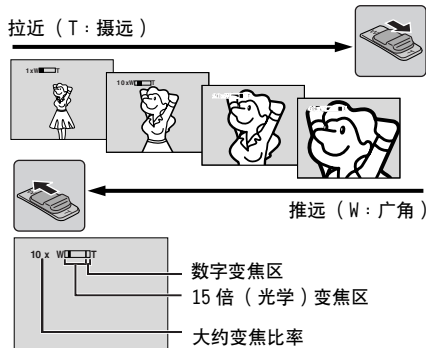 拉近（T：摄远）
1xW T
10xW T
推远（W：广角）
10 x W T
数字变焦区
15 倍（光学）变焦区
大约变焦比率